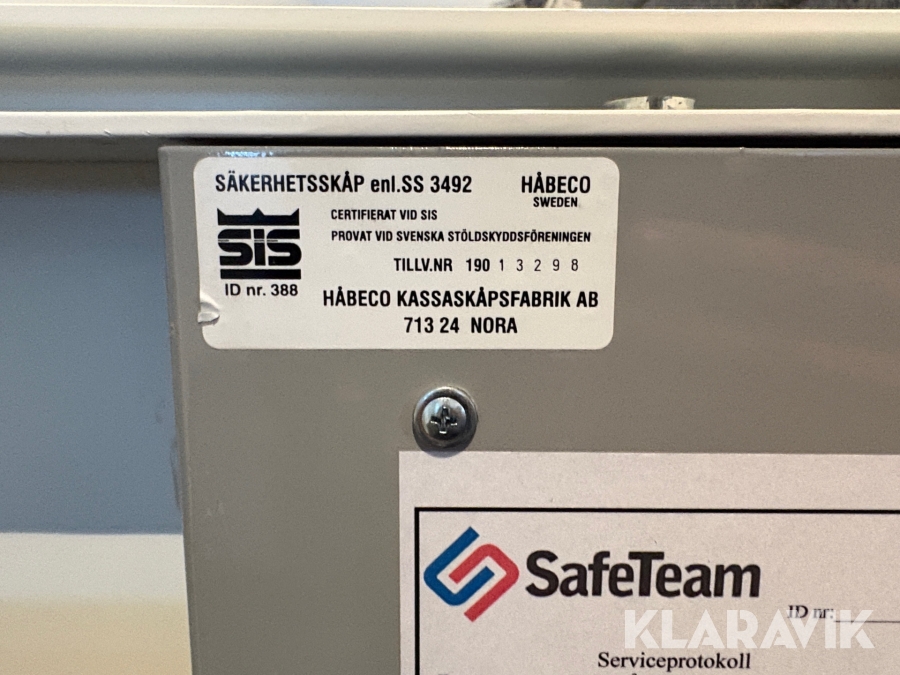 SÄKERHETSSKÅP enl.SS 3492 HÅBECO
SWEDEN
CERTIFIERAT VID SIS
SIS
PROVAT VID SVENSKA STÖLDSKYDDSFÖRENINGEN
TILLV.NR 190 1 3 2 9 8
ID nr. 388
HÅBECO KASSASKÅPSFABRIK AB
713 24 NORA
SafeTeam
ID nr:
KLARAVIK
Serviceprotokoll